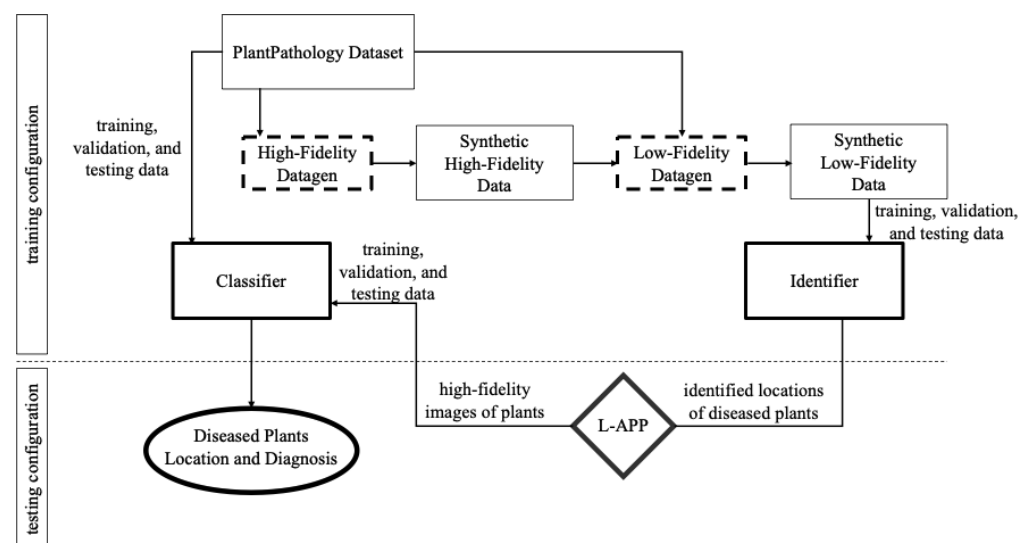 PlantPathology Dataset
training,
validation, and
testing data
High-Fidelity
Datagen
Synthetic
High-Fidelity
Data
Low-Fidelity
Datagen
Synthetic
Low-Fidelity
Data
training, validation,
and testing data
training configuration
Classifier
training,
validation, and
testing data
Identifier
high-fidelity
images of plants
L-APP
identified locations
of diseased plants
Diseased Plants
Location and Diagnosis
testing configuration